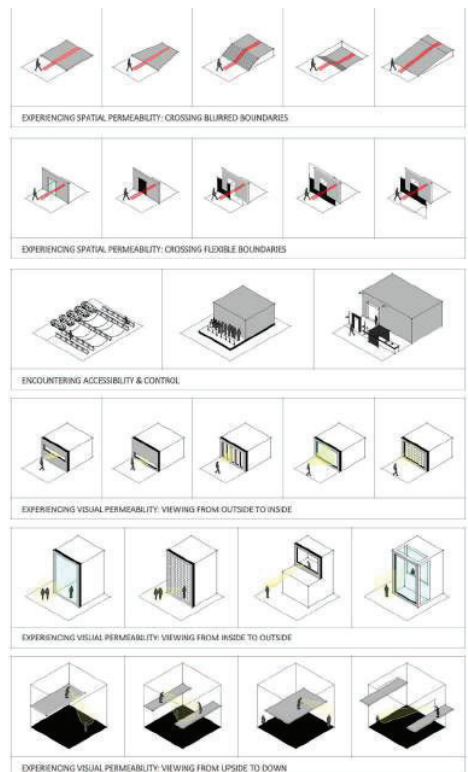 EXPERIENCING SPATIAL PERMEABILITY: CROSSING BLURRED BOUNDARIES
EXPERIENCING SPATIAL PERMEABILITY: CROSSING FLEXIBLE BOUNDARIES
ENCOUNTERING ACCESSIBILITY & CONTROL
EXPERIENCING VISUAL PERMEABILITY: VIEWING FROM OUTSIDE TO INSIDE
EXPERIENCING VISUAL PERMEABILITY: VIEWING FROM INSIDE TO OUTSIDE
EXPERIENCING VISUAL PERMEABILITY: VIEWING FROM UPSIDE TO DOWN